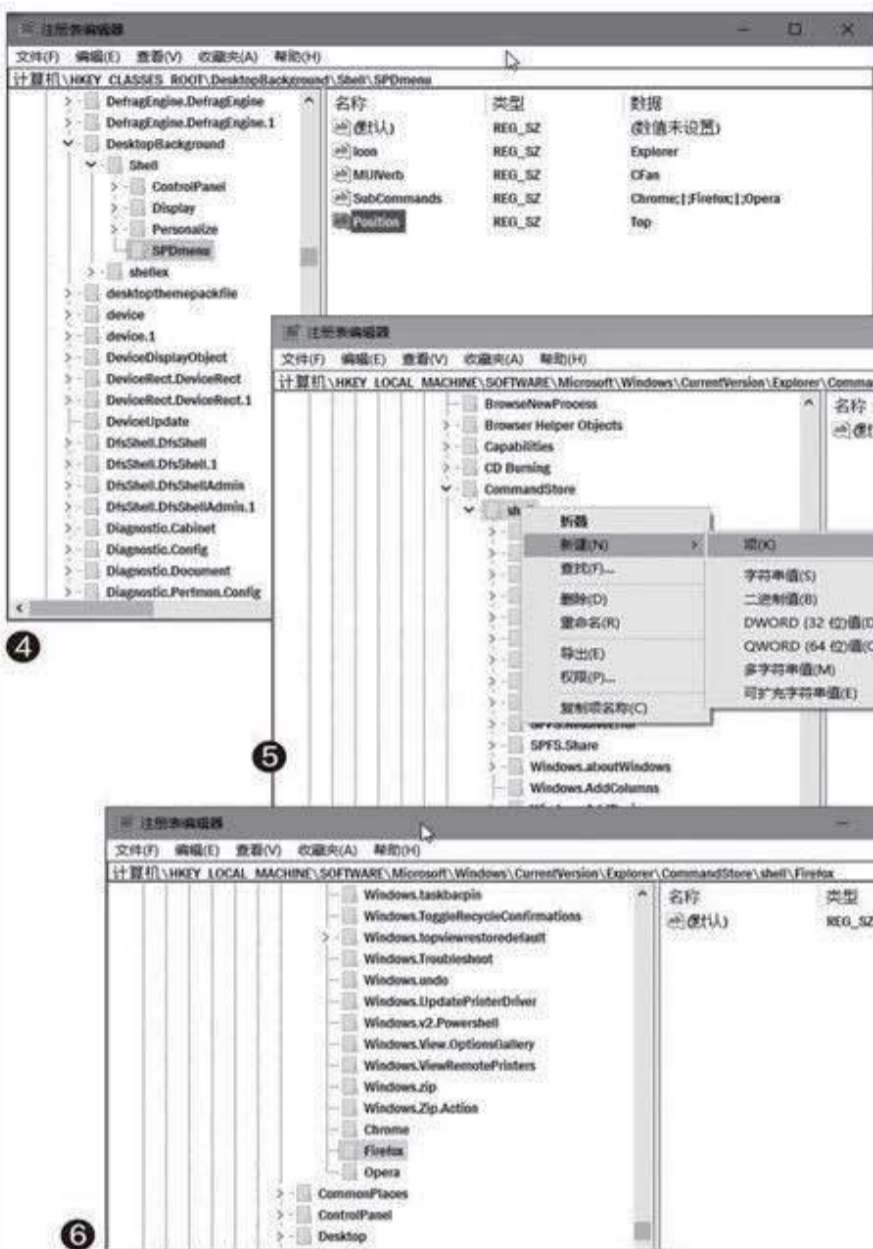 注册表编辑器
文件(F) 编辑(E) 查看(V) 收藏夹(A) 帮助(H)
计算机\HKEY_CLASSES_ROOT\DesktopBackground\Shell\SPDmenu
DefragEngine.DefragEngine
DefragEngine.DefragEngine.1
DesktopBackground
Shell
ControlPanel
Display
Personalize
SPDmenu
shellex
desktopthemepackfile
device
device.1
DeviceDisplayObject
DeviceRect.DeviceRect
DeviceRect.DeviceRect.1
DeviceUpdate
DfsShell.DfsShell
DfsShell.DfsShell.1
DfsShell.DfsShellAdmin
DfsShell.DfsShellAdmin.1
Diagnostic.Cabinet
Diagnostic.Config
Diagnostic.Document
Diagnostic.Perfmon.Config
名称 类型 数据
(默认) REG_SZ (数值未设置)
Icon REG_SZ Explorer
MUIVerb REG_SZ CFan
SubCommands REG_SZ Chrome;|;Firefox;|;Opera
Position REG_SZ Top
4
注册表编辑器
文件(F) 编辑(E) 查看(V) 收藏夹(A) 帮助(H)
计算机\HKEY_LOCAL_MACHINE\SOFTWARE\Microsoft\Windows\CurrentVersion\Explorer\Comma
BrowseNewProcess
Browser Helper Objects
Capabilities
CD Burning
CommandStore
sh
名称
折叠
新建(N)
查找(F)...
删除(D)
重命名(R)
导出(E)
权限(P)...
复制项名称(C)
项(K)
字符串值(S)
二进制值(B)
DWORD (32 位)值(D
QWORD (64 位)值(Q
多字符串值(M)
可扩充字符串值(E)
SPFS.Share
Windows.aboutWindows
Windows.AddColumns
5
注册表编辑器
文件(F) 编辑(E) 查看(V) 收藏夹(A) 帮助(H)
计算机\HKEY_LOCAL_MACHINE\SOFTWARE\Microsoft\Windows\CurrentVersion\Explorer\CommandStore\shell\Firefox
Windows.taskbarpin
Windows.ToggleRecycleConfirmations
Windows.topviewrestoredefault
Windows.Troubleshoot
Windows.undo
Windows.UpdatePrinterDriver
Windows.v2.Powershell
Windows.View.OptionsGallery
Windows.ViewRemotePrinters
Windows.zip
Windows.Zip.Action
Chrome
Firefox
Opera
CommonPlaces
ControlPanel
Desktop
名称 类型
(默认) REG_SZ
6